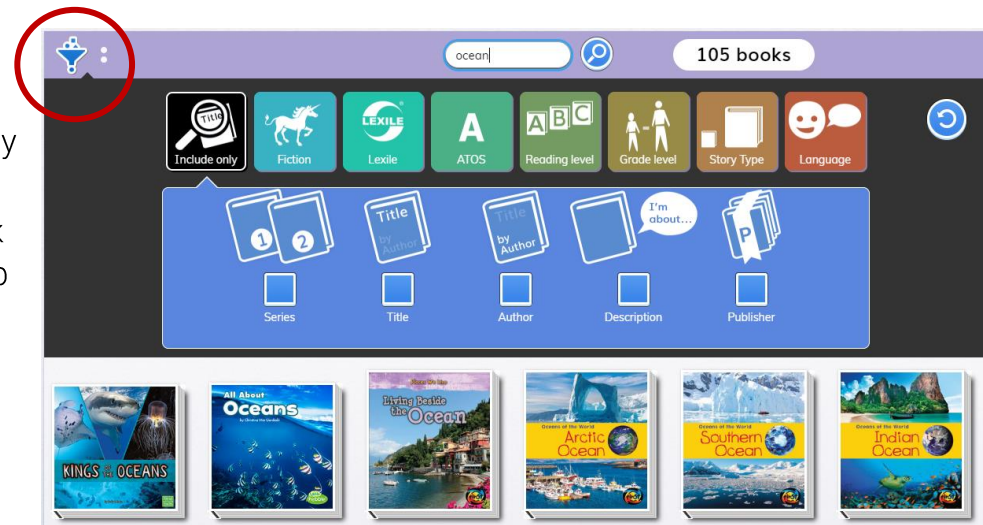 ocean
105 books
y
k
Title
Include only
Fiction
LEXILE
Lexile
A
ATOS
A B C
Reading level
Grade level
Story Type
Language
1 2
Title
by
Author
Title
by
Author
I'm
about...
P
Series
Title
Author
Description
Publisher
KINGS OF THE OCEANS
All About
Oceans
Living Beside
the Ocean
Oceans of the World
Arctic
Ocean
Oceans of the World
Southern
Ocean
Oceans of the World
Indian
Ocean